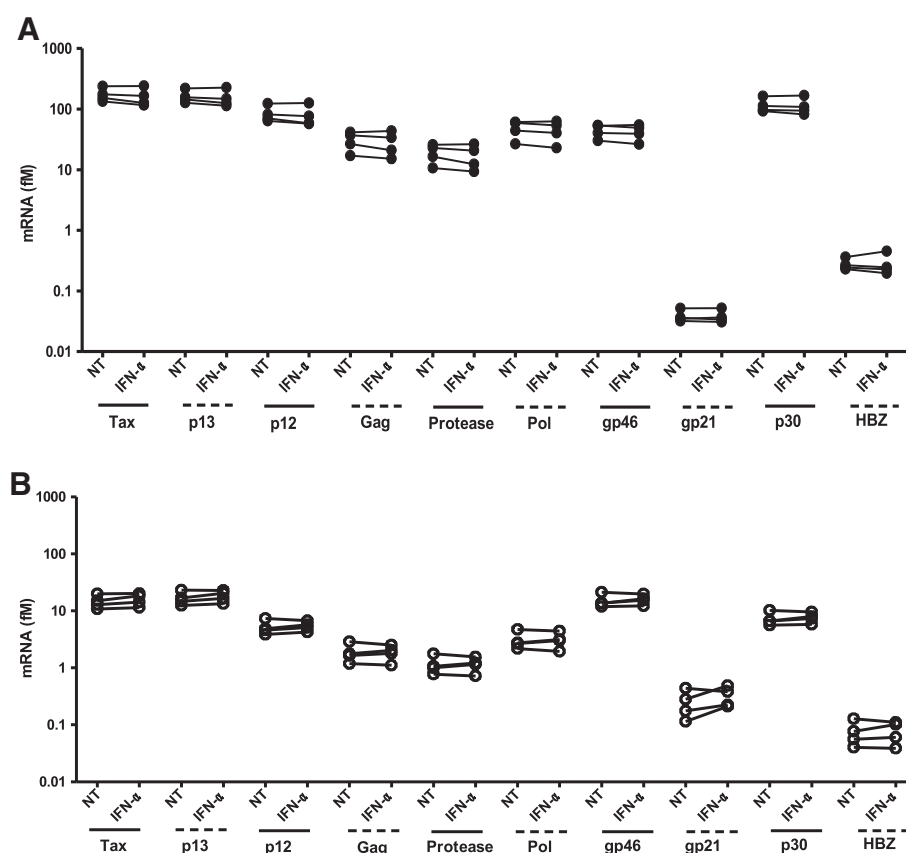 A
1000
100
10
1
0.1
0.01
mRNA (fM)
NT IFN-α NT IFN-α NT IFN-α NT IFN-α NT IFN-α NT IFN-α NT IFN-α NT IFN-α NT IFN-α NT IFN-α
Tax p13 p12 Gag Protease Pol gp46 gp21 p30 HBZ
B
1000
100
10
1
0.1
0.01
mRNA (fM)
NT IFN-α NT IFN-α NT IFN-α NT IFN-α NT IFN-α NT IFN-α NT IFN-α NT IFN-α NT IFN-α NT IFN-α
Tax p13 p12 Gag Protease Pol gp46 gp21 p30 HBZ